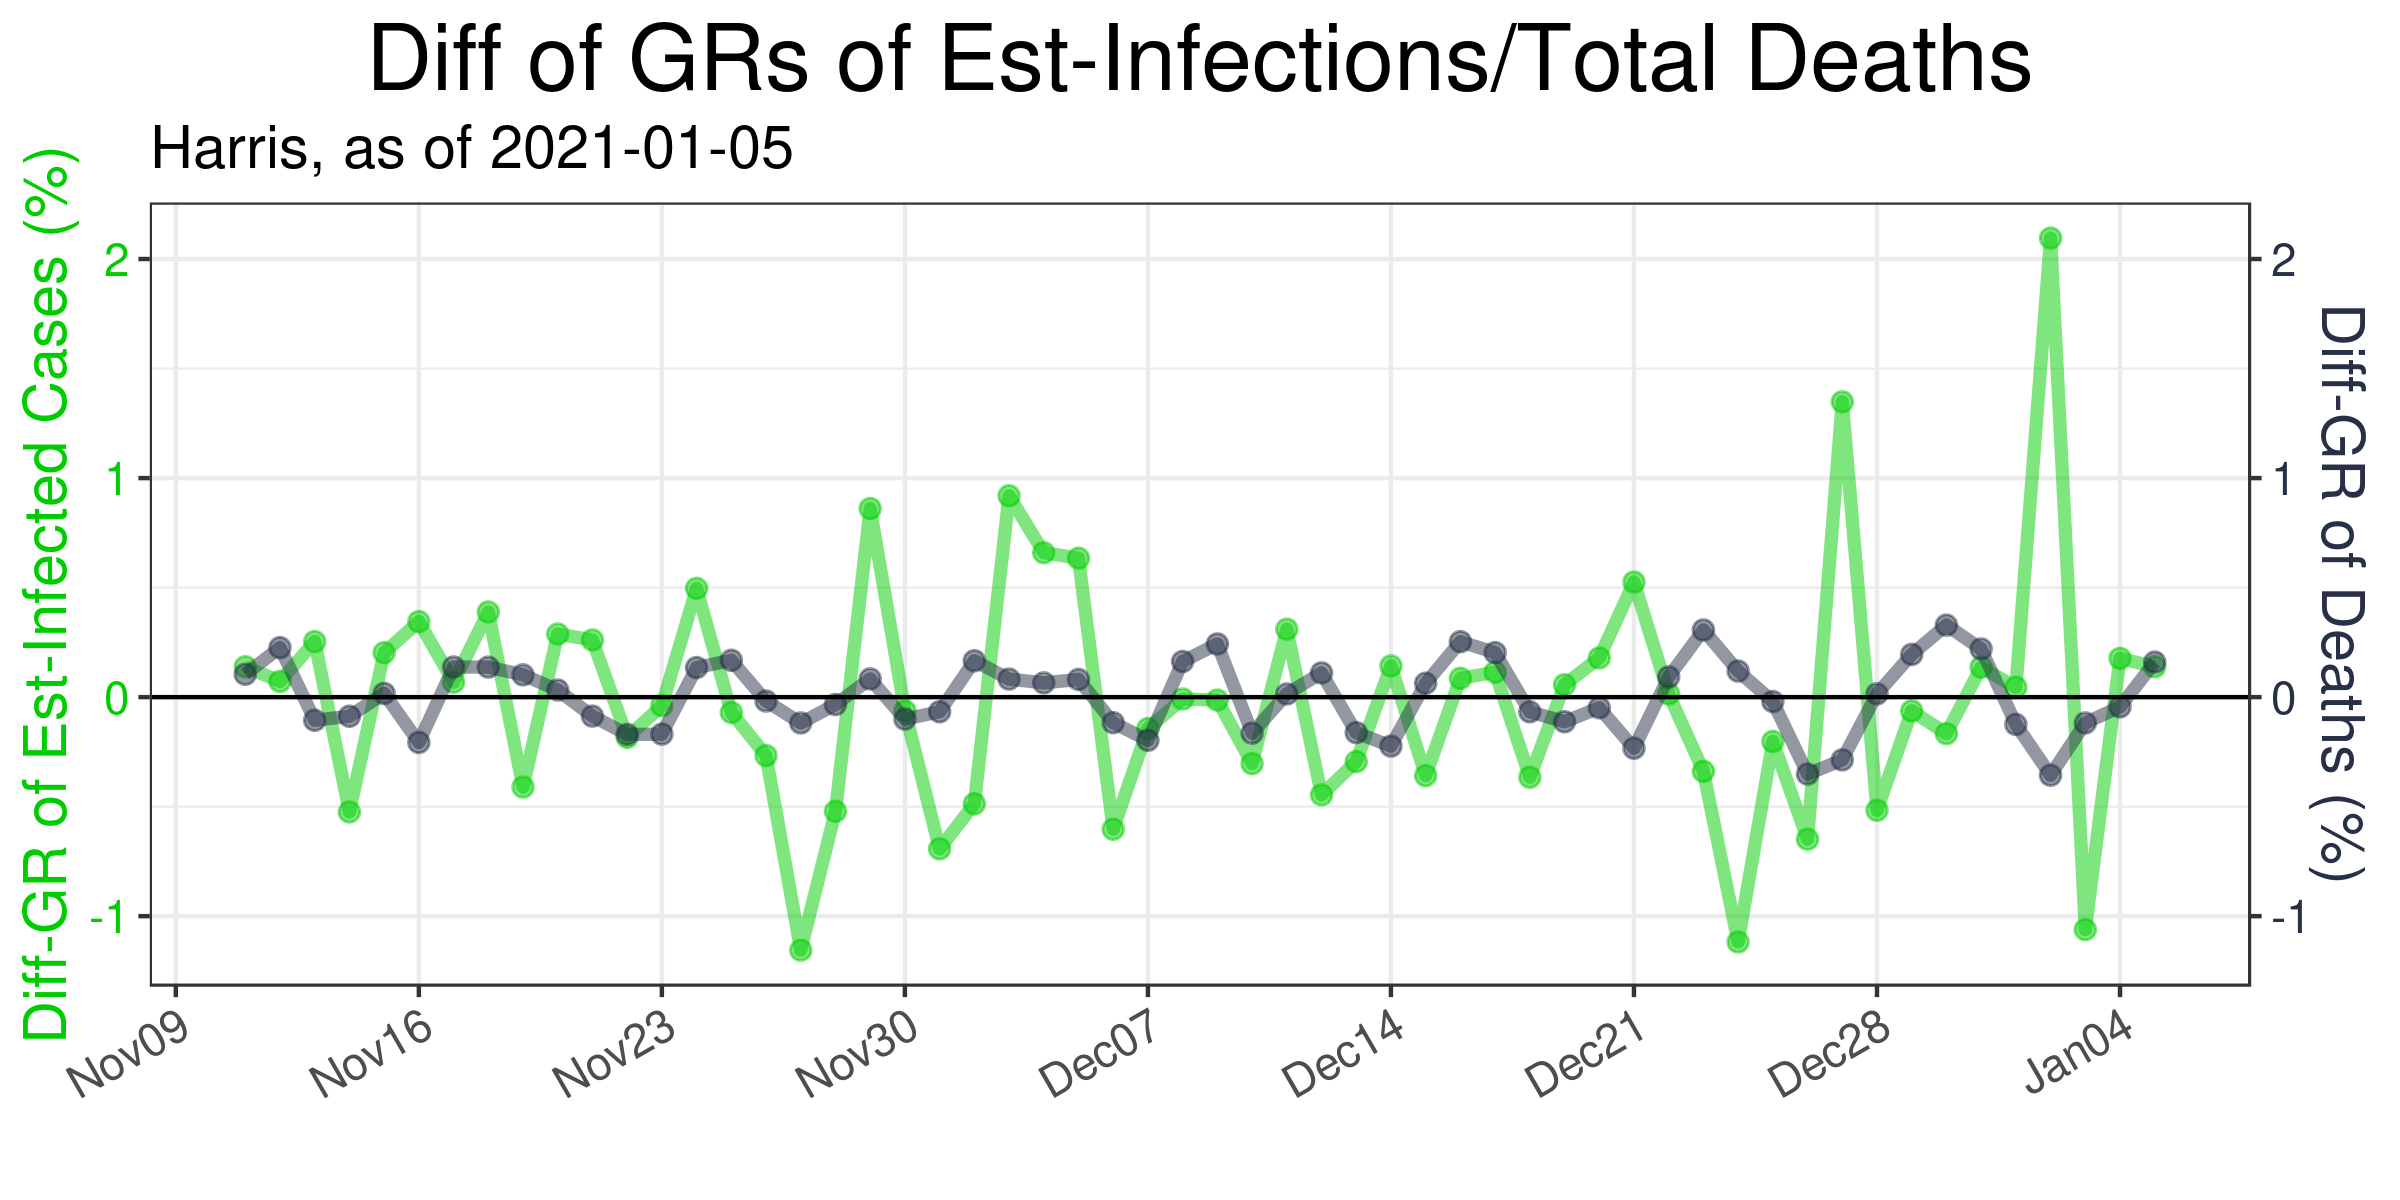 Diff of GRs of Est-Infections/Total Deaths
Harris, as of 2021-01-05
Diff-GR of Est-Infected Cases (%)
2
1
0
-1
2
1
0
-1
Diff-GR of Deaths (%)
Nov09
Nov16
Nov23
Nov30
Dec07
Dec14
Dec21
Dec28
Jan04